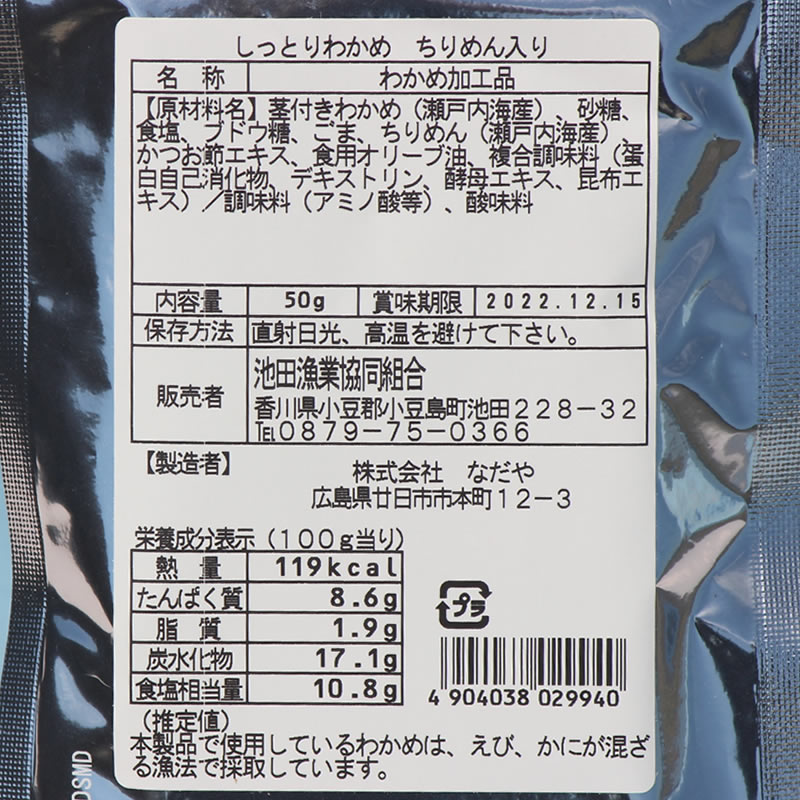 しっとりわかめ　ちりめん入り
名　称　わかめ加工品
【原材料名】茎付きわかめ（瀬戸内海産）、砂糖、
食塩、ブドウ糖、ごま、ちりめん（瀬戸内海産）、
かつお節エキス、食用オリーブ油、複合調味料（蛋
白自己消化物、デキストリン、酵母エキス、昆布エ
キス）／調味料（アミノ酸等）、酸味料
内容量　50g　賞味期限　2022.12.15
保存方法　直射日光、高温を避けて下さい。
販売者　池田漁業協同組合
香川県小豆郡小豆島町池田２２８－３２
℡０８７９－７５－０３６６
【製造者】　株式会社　なだや
広島県廿日市市本町１２－３
栄養成分表示（１００ｇ当り）
熱　量　119kcal
たんぱく質　8.6g
脂　質　1.9g
炭水化物　17.1g
食塩相当量　10.8g
プラ
4 904038 029940
（推定値）
本製品で使用しているわかめは、えび、かにが混ざ
る漁法で採取しています。
DSMD